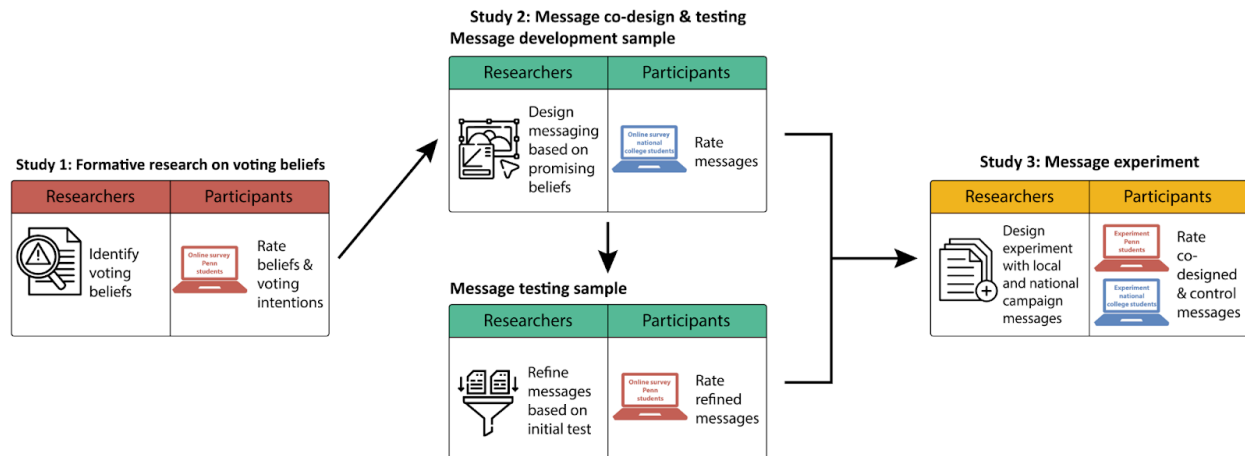 Study 1: Formative research on voting beliefs
Researchers
Participants
Identify
voting
beliefs
Online survey
Penn
students
Rate
beliefs &
voting
intentions
Study 2: Message co-design & testing
Message development sample
Researchers
Participants
Design
messaging
based on
promising
beliefs
Online survey
national
college students
Rate
messages
Message testing sample
Researchers
Participants
Refine
messages
based on
initial test
Online survey
Penn
students
Rate
refined
messages
Study 3: Message experiment
Researchers
Participants
Design
experiment
with local
and national
campaign
messages
Experiment
Penn
students
Experiment
national
college students
Rate
co-
designed
& control
messages